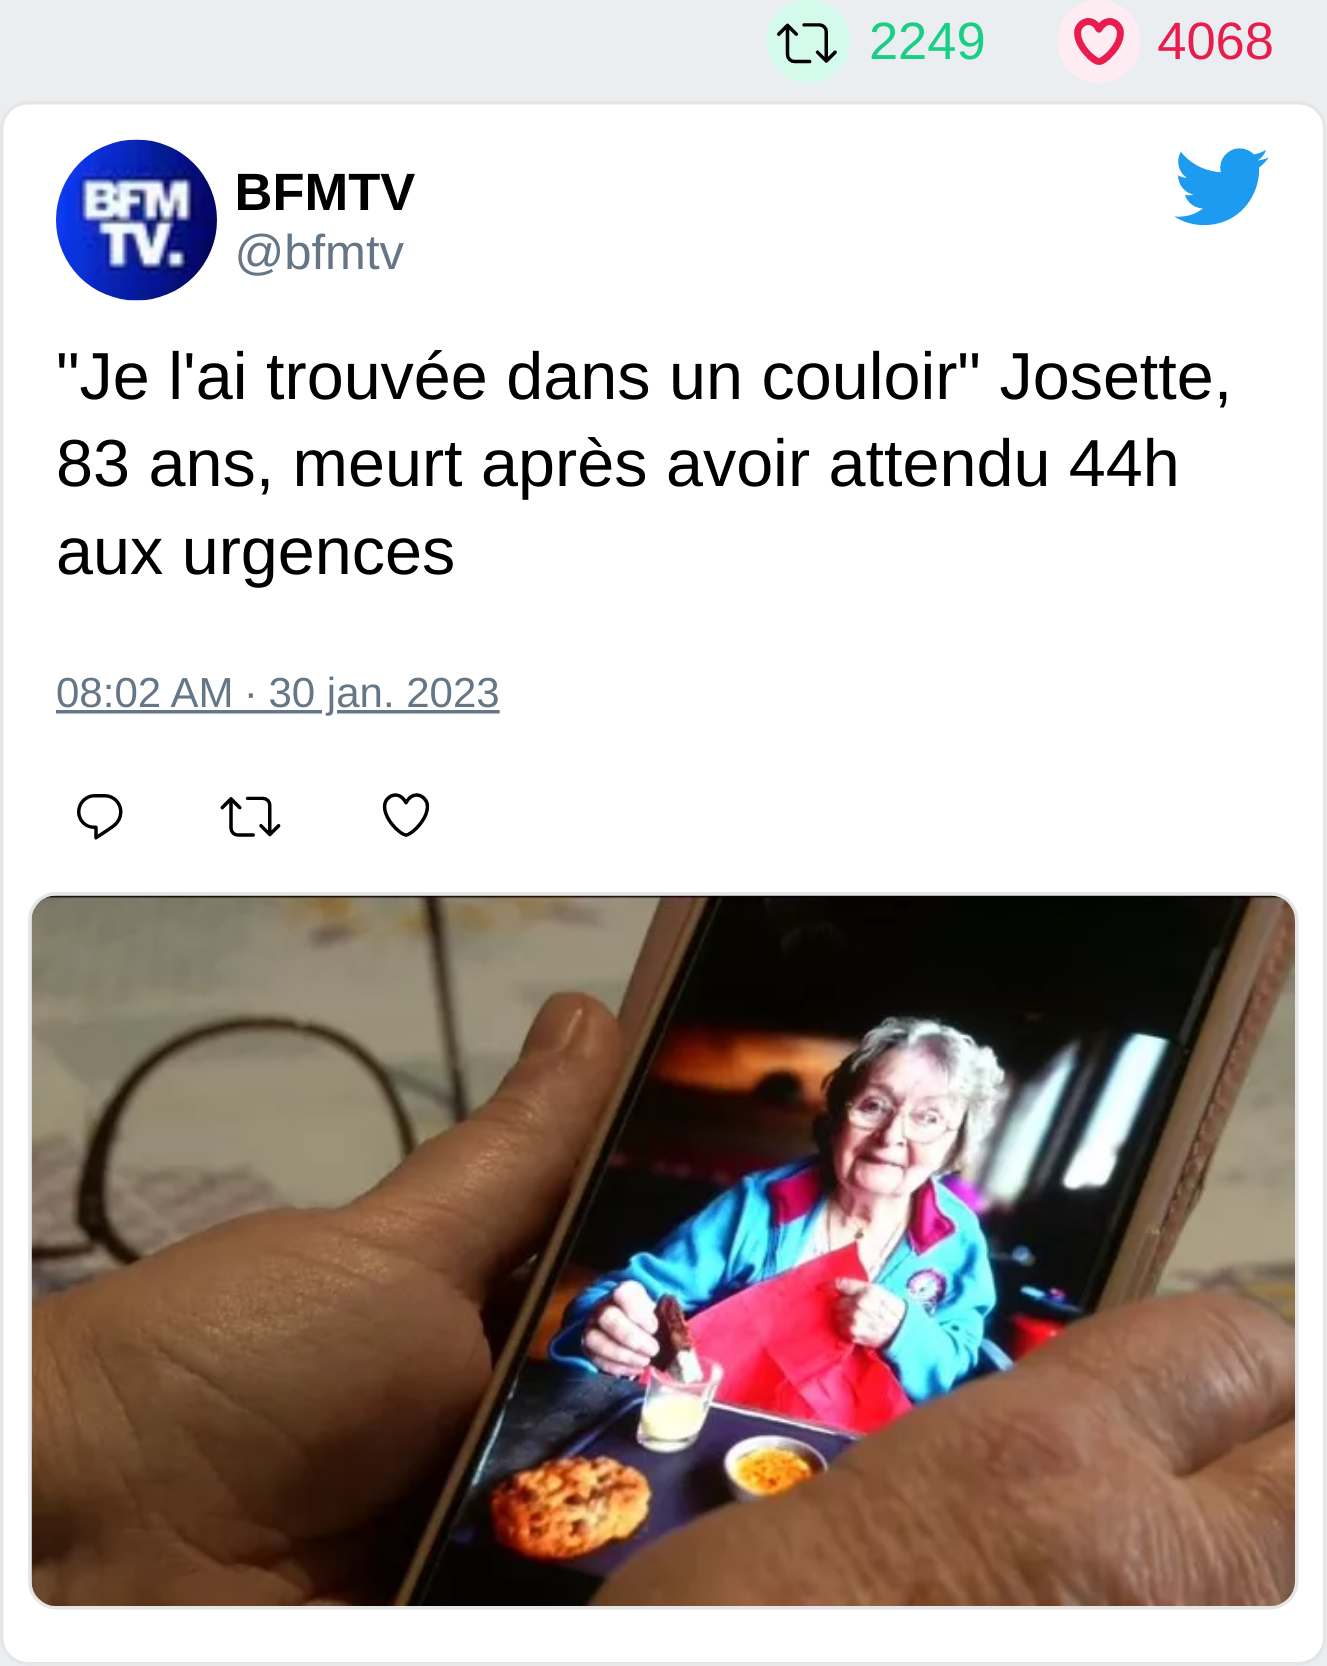 2249 4068
BFM
TV.
BFMTV
@bfmtv
"Je l'ai trouvée dans un couloir" Josette,
83 ans, meurt après avoir attendu 44h
aux urgences
08:02 AM · 30 jan. 2023